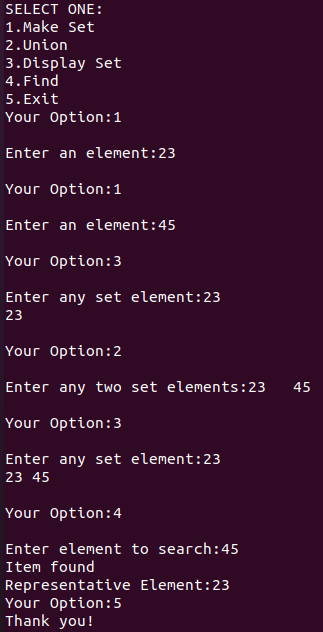 SELECT ONE:
1.Make Set
2.Union
3.Display Set
4.Find
5.Exit
Your Option:1
Enter an element:23
Your Option:1
Enter an element:45
Your Option:3
Enter any set element:23
23
Your Option:2
Enter any two set elements:23   45
Your Option:3
Enter any set element:23
23 45
Your Option:4
Enter element to search:45
Item found
Representative Element:23
Your Option:5
Thank you!